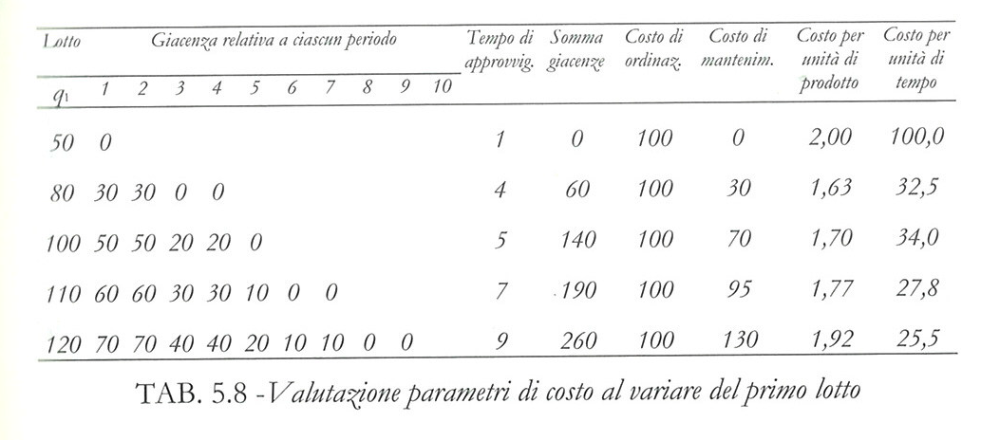 Lotto Giacenza relativa a ciascun periodo Tempo di Somma Costo di Costo di Costo per Costo per
approvvig. giacenze ordinaz. mantenim. unità di unità di
q1 1 2 3 4 5 6 7 8 9 10 prodotto tempo
50 0 1 0 100 0 2,00 100,0
80 30 30 0 0 4 60 100 30 1,63 32,5
100 50 50 20 20 0 5 140 100 70 1,70 34,0
110 60 60 30 30 10 0 0 7 190 100 95 1,77 27,8
120 70 70 40 40 20 10 10 0 0 9 260 100 130 1,92 25,5
TAB. 5.8 - Valutazione parametri di costo al variare del primo lotto